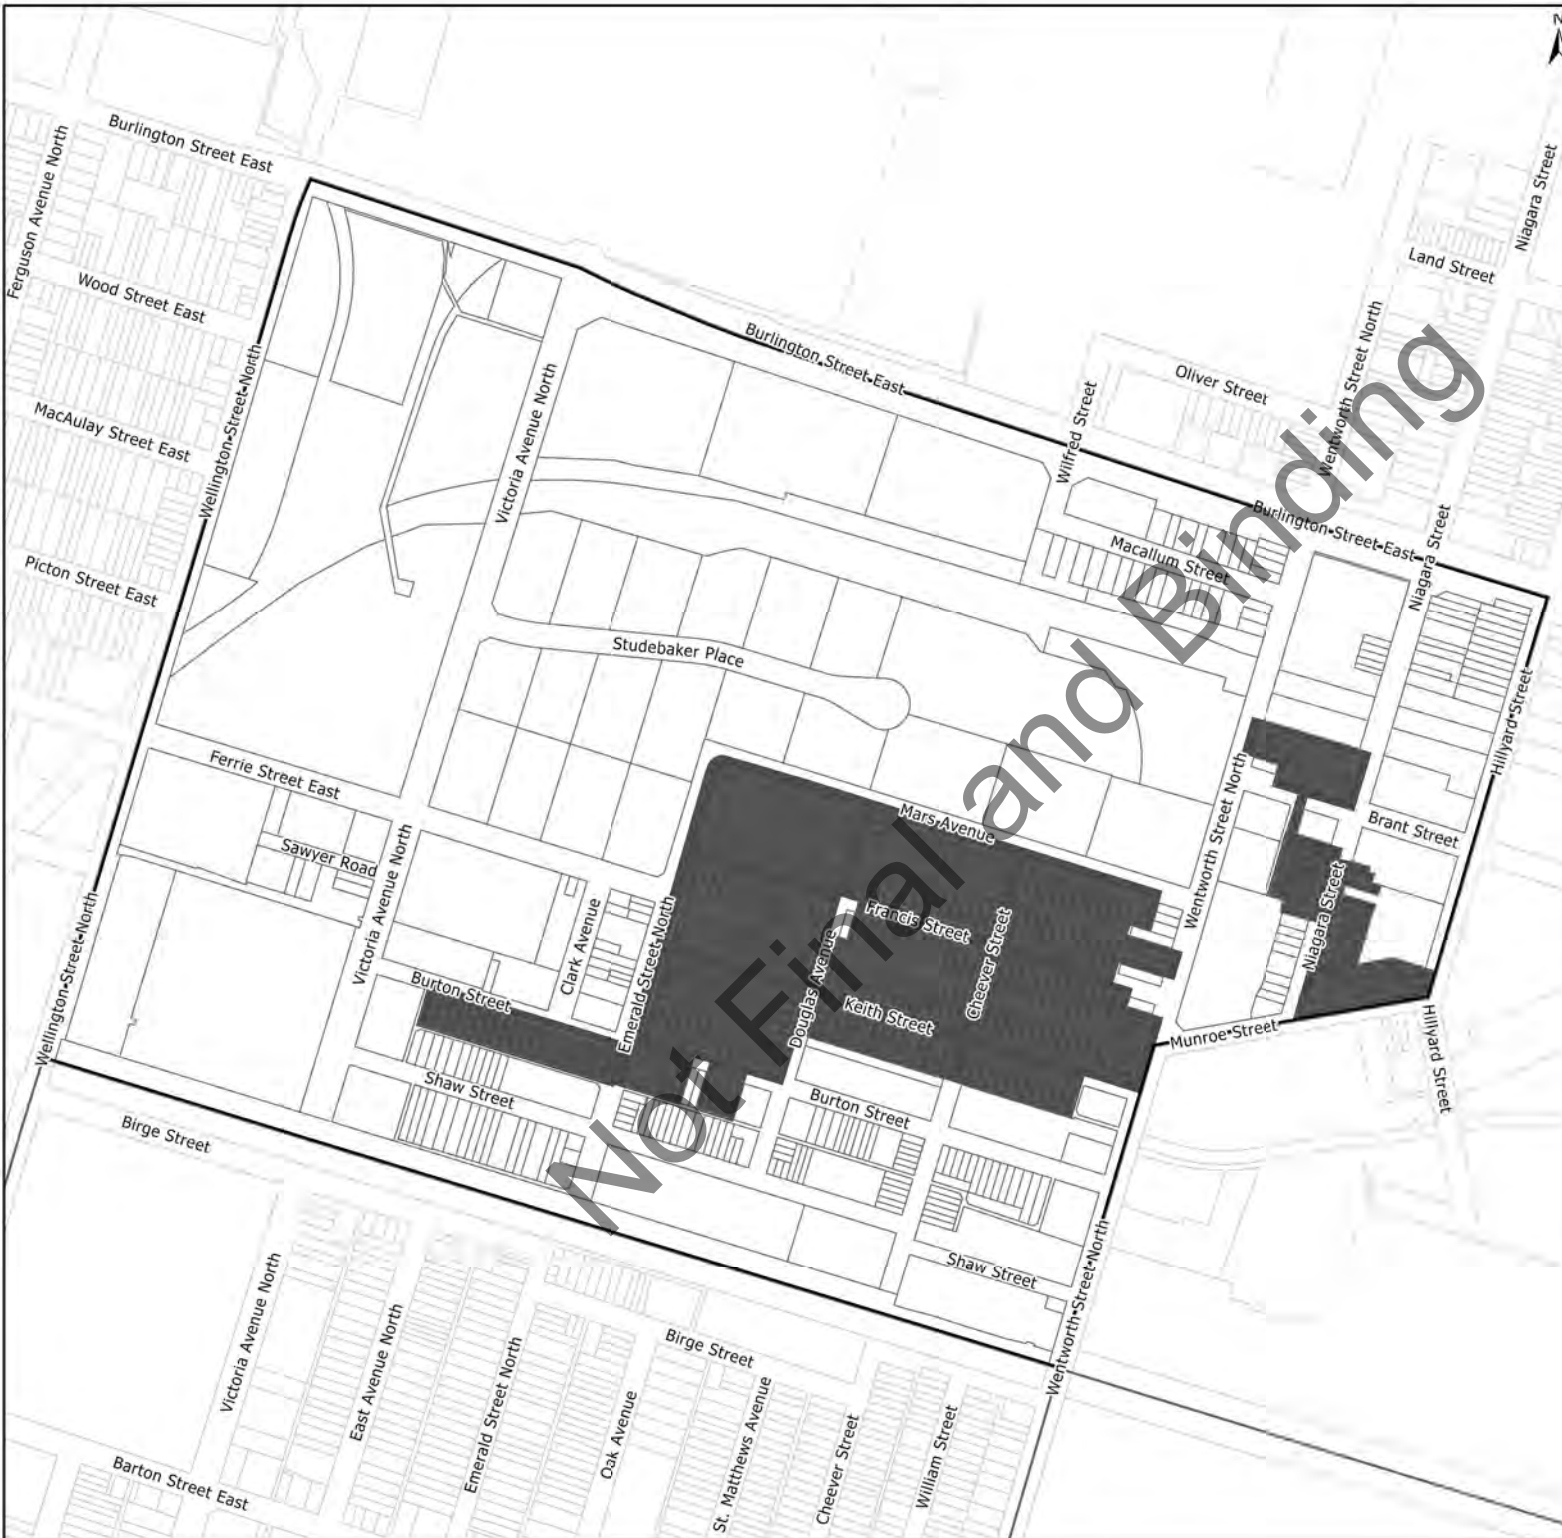 N
Burlington Street East
Ferguson Avenue North
Niagara Street
Land Street
Wood Street East
Wentworth Street North
Burlington Street East
Wellington Street North
Victoria Avenue North
Oliver Street
Wilfred Street
MacAulay Street East
Burlington Street East
Niagara Street
Macallum Street
Picton Street East
Studebaker Place
Hillyard Street
Ferrie Street East
Wentworth Street North
Mars Avenue
Brant Street
Sawyer Road
Victoria Avenue North
Wellington Street North
Clark Avenue
Emerald Street North
Francis Street
Cheever Street
Niagara Street
Douglas Avenue
Burton Street
Keith Street
Munroe Street
Hillyard Street
Shaw Street
Burton Street
Birge Street
Shaw Street
Wentworth Street North
Victoria Avenue North
East Avenue North
Emerald Street North
Birge Street
Oak Avenue
St. Matthews Avenue
Cheever Street
William Street
Barton Street East
Not Final and Binding